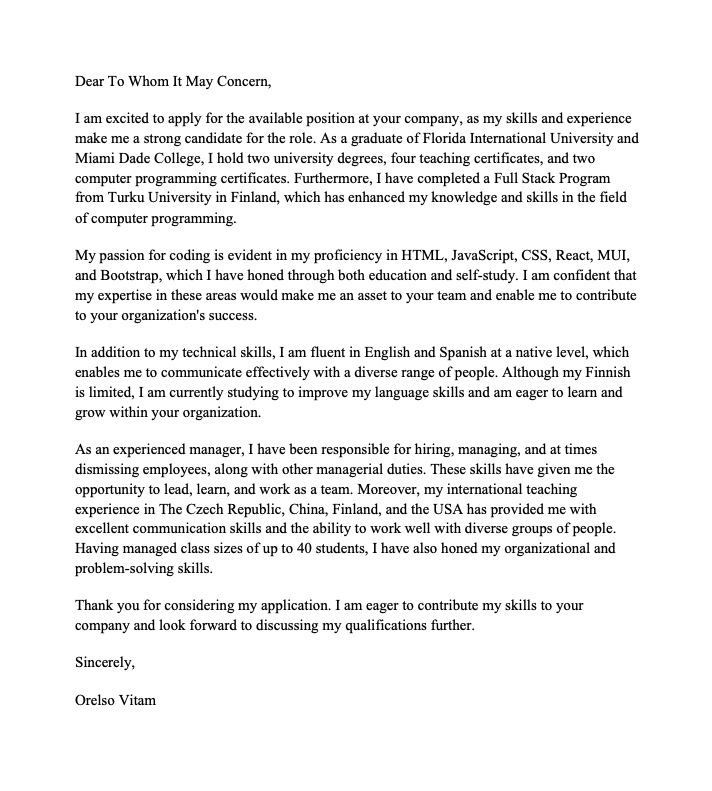 Dear To Whom It May Concern,
I am excited to apply for the available position at your company, as my skills and experience
make me a strong candidate for the role. As a graduate of Florida International University and
Miami Dade College, I hold two university degrees, four teaching certificates, and two
computer programming certificates. Furthermore, I have completed a Full Stack Program
from Turku University in Finland, which has enhanced my knowledge and skills in the field
of computer programming.
My passion for coding is evident in my proficiency in HTML, JavaScript, CSS, React, MUI,
and Bootstrap, which I have honed through both education and self-study. I am confident that
my expertise in these areas would make me an asset to your team and enable me to contribute
to your organization's success.
In addition to my technical skills, I am fluent in English and Spanish at a native level, which
enables me to communicate effectively with a diverse range of people. Although my Finnish
is limited, I am currently studying to improve my language skills and am eager to learn and
grow within your organization.
As an experienced manager, I have been responsible for hiring, managing, and at times
dismissing employees, along with other managerial duties. These skills have given me the
opportunity to lead, learn, and work as a team. Moreover, my international teaching
experience in The Czech Republic, China, Finland, and the USA has provided me with
excellent communication skills and the ability to work well with diverse groups of people.
Having managed class sizes of up to 40 students, I have also honed my organizational and
problem-solving skills.
Thank you for considering my application. I am eager to contribute my skills to your
company and look forward to discussing my qualifications further.
Sincerely,
Orelso Vitam